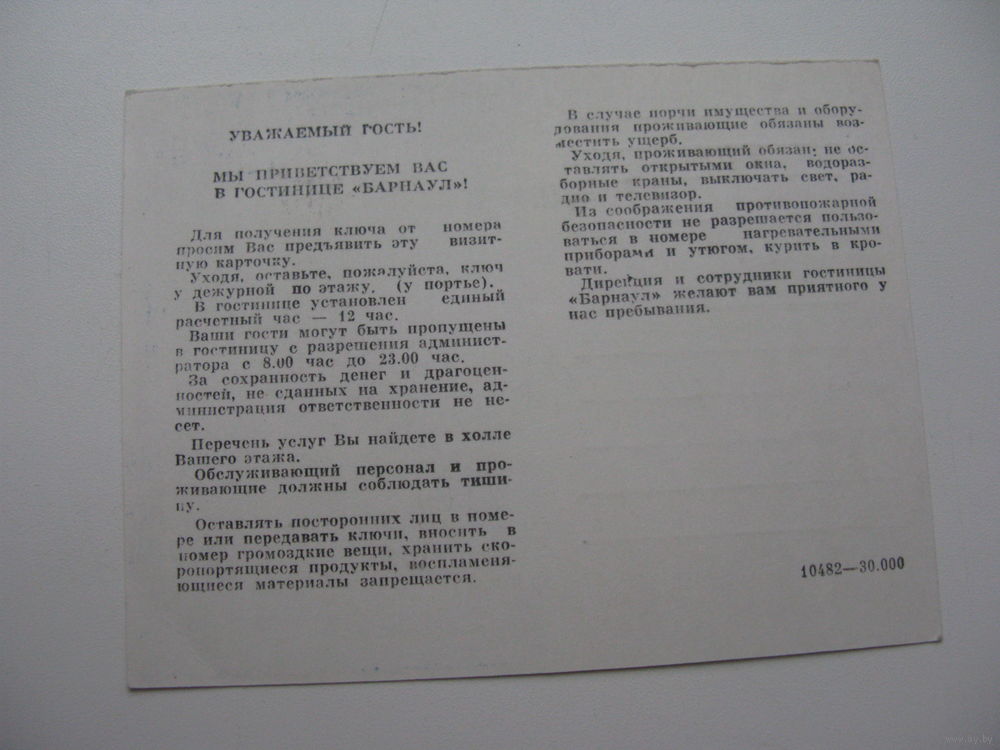 УВАЖАЕМЫЙ ГОСТЬ!
МЫ ПРИВЕТСТВУЕМ ВАС
В ГОСТИНИЦЕ «БАРНАУЛ»!
Для получения ключа от номера
просим Вас предъявить эту визит-
ную карточку.
Уходя, оставьте, пожалуйста, ключ
у дежурной по этажу. (у портье).
В гостинице установлен единый
расчетный час — 12 час.
Ваши гости могут быть пропущены
в гостиницу с разрешения админист-
ратора с 8.00 час до 23.00 час.
За сохранность денег и драгоцен-
ностей, не сданных на хранение, ад-
министрация ответственности не не-
сет.
Перечень услуг Вы найдете в холле
Вашего этажа.
Обслуживающий персонал и про-
живающие должны соблюдать тиши-
ну.
Оставлять посторонних лиц в номе-
ре или передавать ключи, вносить в
номер громоздкие вещи, хранить ско-
ропортящиеся продукты, воспламеня-
ющиеся материалы запрещается.
В случае порчи имущества и обору-
дования проживающие обязаны воз-
местить ущерб.
Уходя, проживающий обязан: не ос-
тавлять открытыми окна, водораз-
борные краны, выключать свет, ра-
дио и телевизор.
Из соображения противопожарной
безопасности не разрешается пользо-
ваться в номере нагревательными
приборами и утюгом, курить в кро-
вати.
Дирекция и сотрудники гостиницы
«Барнаул» желают вам приятного у
нас пребывания.
10482—30.000
www.ay.by